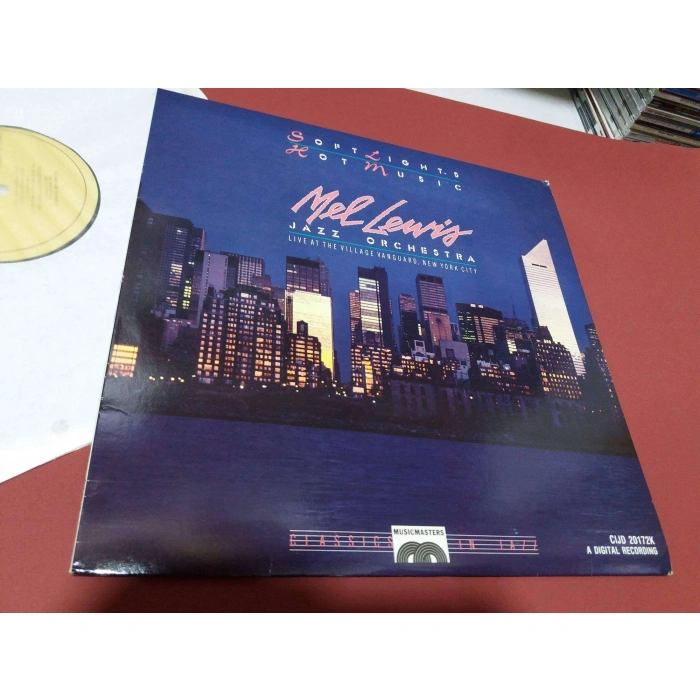 SOFT LIGHTS
HOT MUSIC
Mel Lewis
JAZZ ORCHESTRA
LIVE AT THE VILLAGE VANGUARD, NEW YORK CITY
MUSICMASTERS
CLASSICS IN JAZZ
CIJD 20172K
A DIGITAL RECORDING